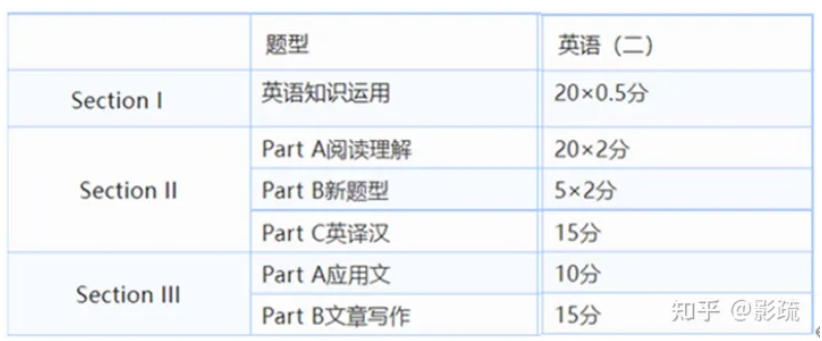 题型 英语（二）
Section I 英语知识运用 20×0.5分
Part A阅读理解 20×2分
Section II Part B新题型 5×2分
Part C英译汉 15分
Section III Part A应用文 10分
Part B文章写作 15分
知乎 @影疏